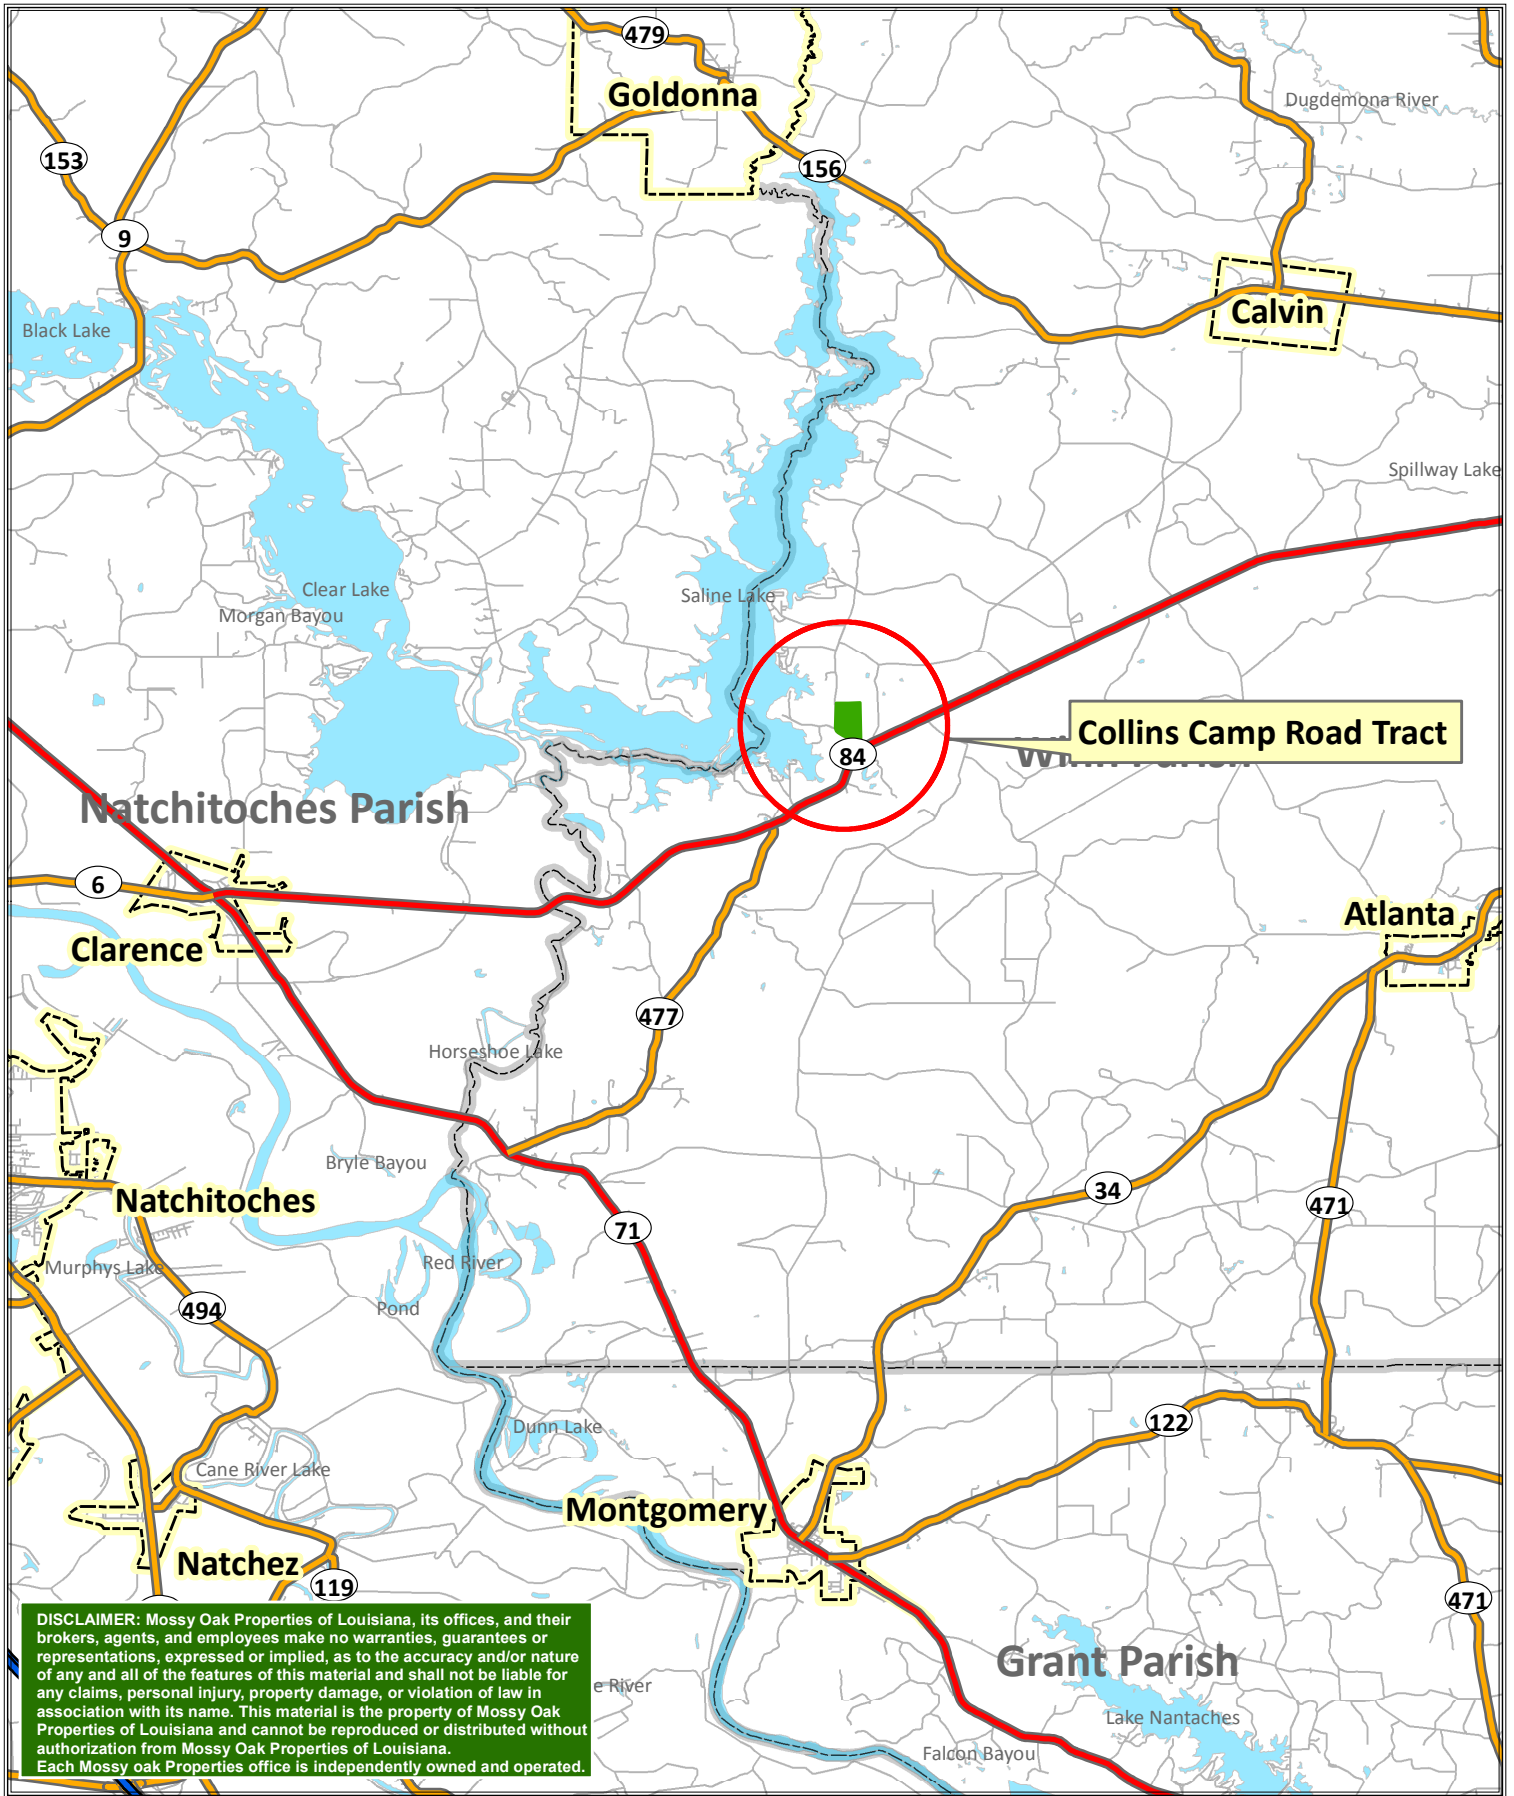 479
Goldonna
Dugdemona River
153
156
9
Calvin
Black Lake
Spillway Lake
Clear Lake
Saline Lake
Morgan Bayou
Collins Camp Road Tract
84
Natchitoches Parish
6
Atlanta
Clarence
477
Horseshoe Lake
Bryle Bayou
34
Natchitoches
471
71
Red River
Murphys Lake
494
Pond
122
Dunn Lake
Cane River Lake
Montgomery
Natchez
119
471
DISCLAIMER: Mossy Oak Properties of Louisiana, its offices, and their
brokers, agents, and employees make no warranties, guarantees or
representations, expressed or implied, as to the accuracy and/or nature
of any and all of the features of this material and shall not be liable for
any claims, personal injury, property damage, or violation of law in
association with its name. This material is the property of Mossy Oak
Properties of Louisiana and cannot be reproduced or distributed without
authorization from Mossy Oak Properties of Louisiana.
Each Mossy oak Properties office is independently owned and operated.
e River
Grant Parish
Lake Nantaches
Falcon Bayou